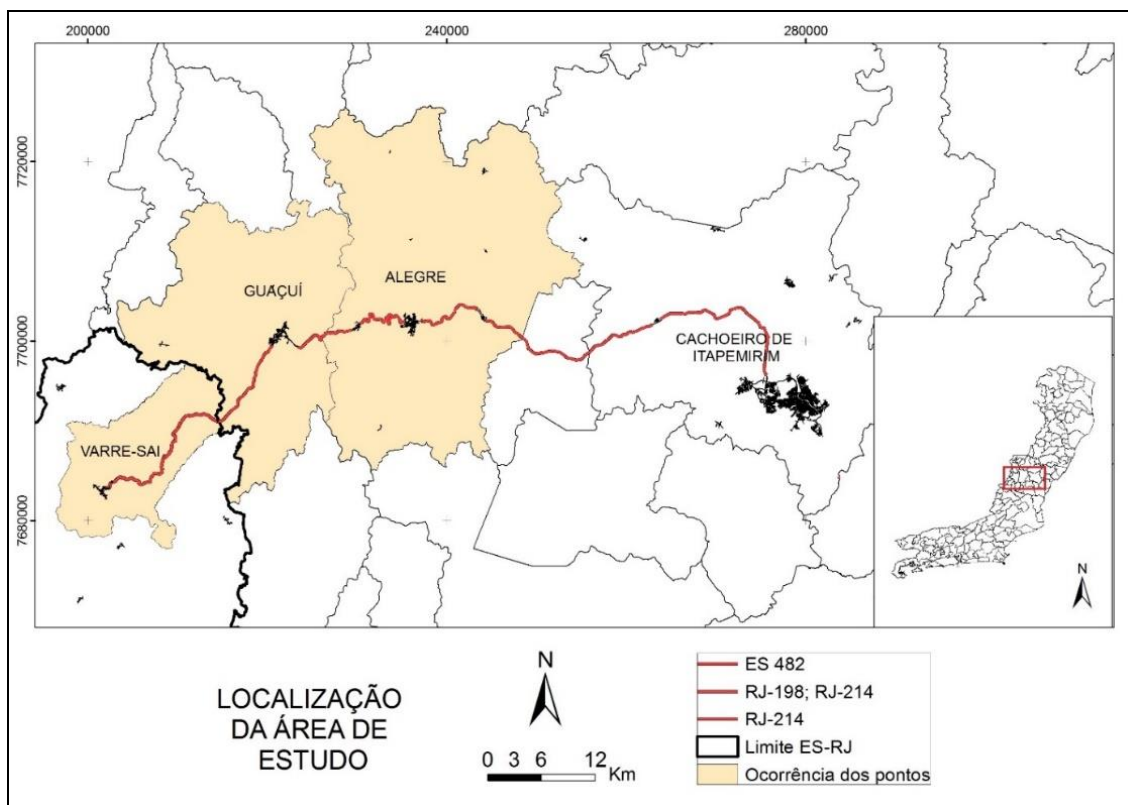 200000
240000
280000
7720000
7700000
7680000
GUAÇUÍ
ALEGRE
CACHOEIRO DE
ITAPEMIRIM
VARRE-SAI
N
LOCALIZAÇÃO
DA ÁREA DE
ESTUDO
N
0 3 6 12
Km
ES 482
RJ-198; RJ-214
RJ-214
Limite ES-RJ
Ocorrência dos pontos